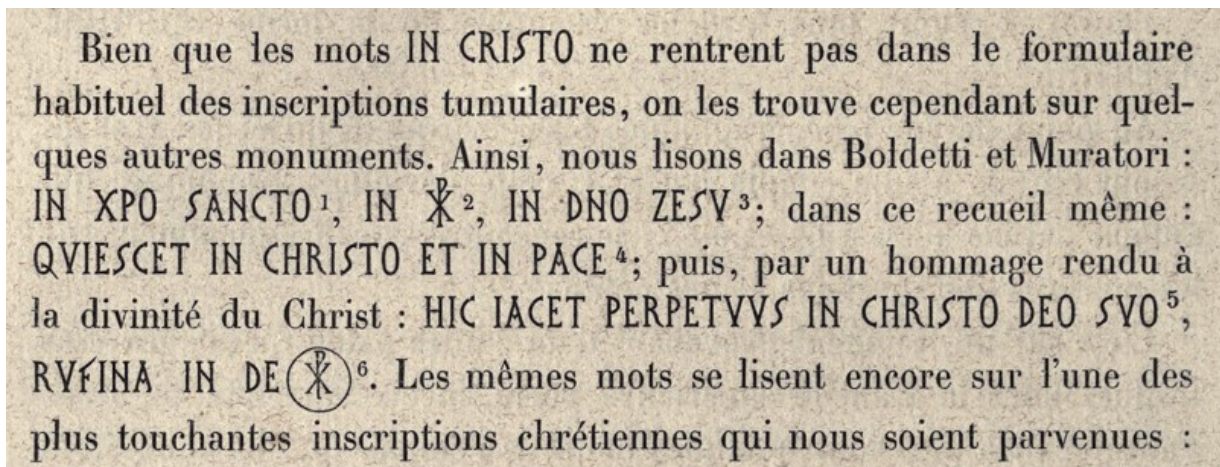 Bien que les mots IN CRISTO ne rentrent pas dans le formulaire
habituel des inscriptions tumulaires, on les trouve cependant sur quel-
ques autres monuments. Ainsi, nous lisons dans Boldetti et Muratori :
IN XPO SANCTO¹, IN ☧², IN DNO ZESV³; dans ce recueil même :
QVIESCET IN CHRISTO ET IN PACE⁴; puis, par un hommage rendu à
la divinité du Christ : HIC IACET PERPETVVS IN CHRISTO DEO SVO⁵,
RVFINA IN DE☧⁶. Les mêmes mots se lisent encore sur l'une des
plus touchantes inscriptions chrétiennes qui nous soient parvenues :